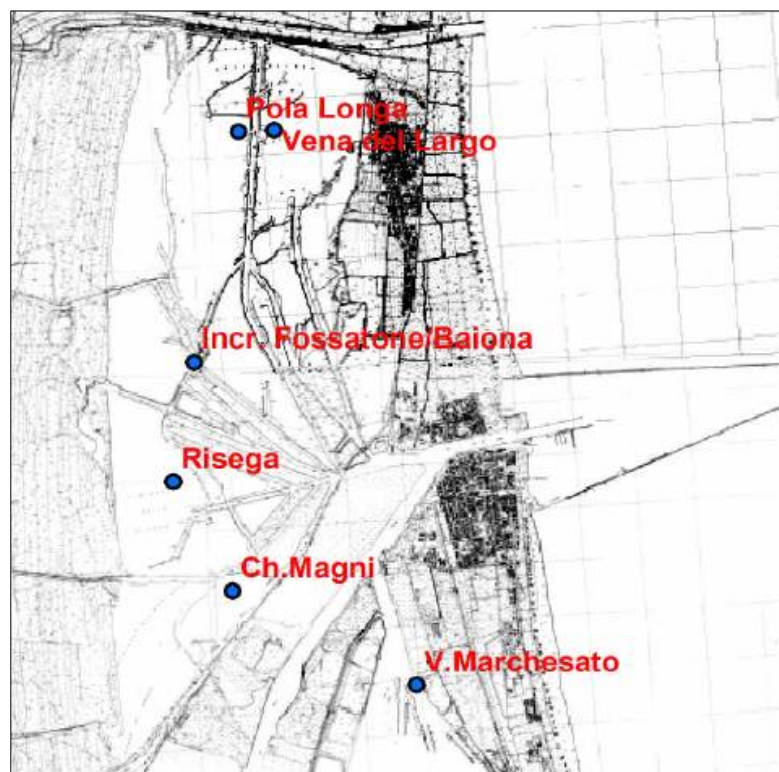 Pola Longa
Vena del Largo
Incr. Fossatone/Baiona
Risega
Ch.Magni
V.Marchesato